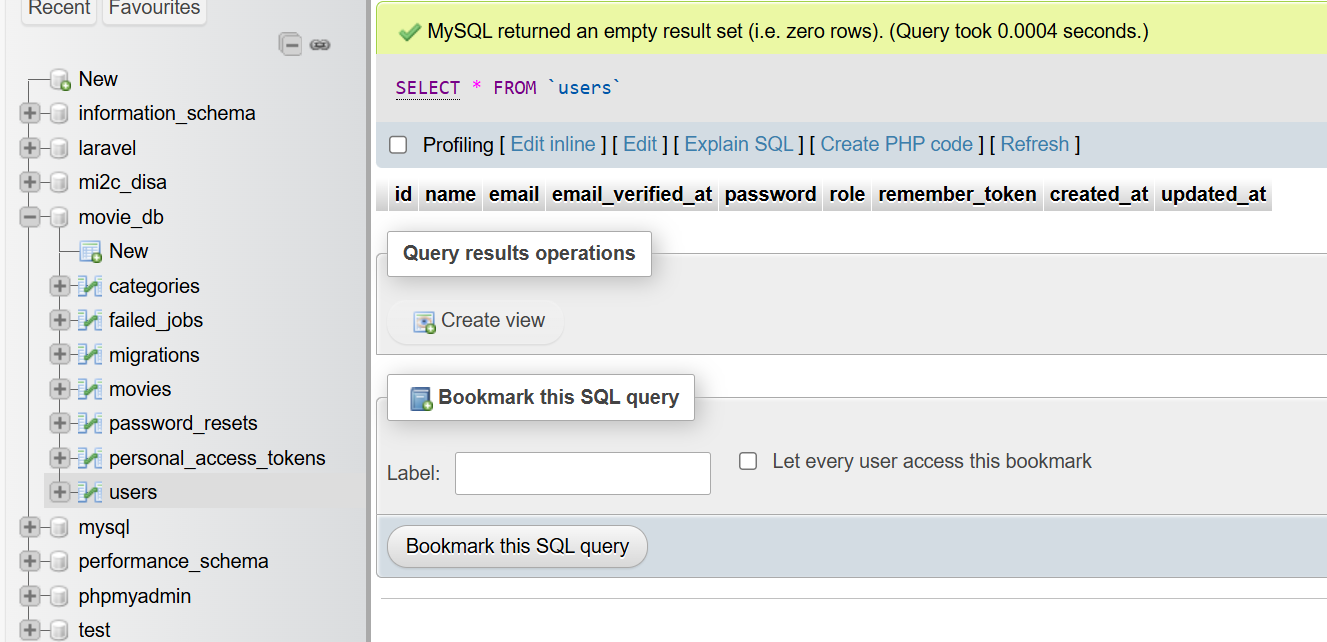 Recent Favourites
New
information_schema
laravel
mi2c_disa
movie_db
New
categories
failed_jobs
migrations
movies
password_resets
personal_access_tokens
users
mysql
performance_schema
phpmyadmin
test
MySQL returned an empty result set (i.e. zero rows). (Query took 0.0004 seconds.)
SELECT * FROM `users`
Profiling [ Edit inline ] [ Edit ] [ Explain SQL ] [ Create PHP code ] [ Refresh ]
id name email email_verified_at password role remember_token created_at updated_at
Query results operations
Create view
Bookmark this SQL query
Label: Let every user access this bookmark
Bookmark this SQL query